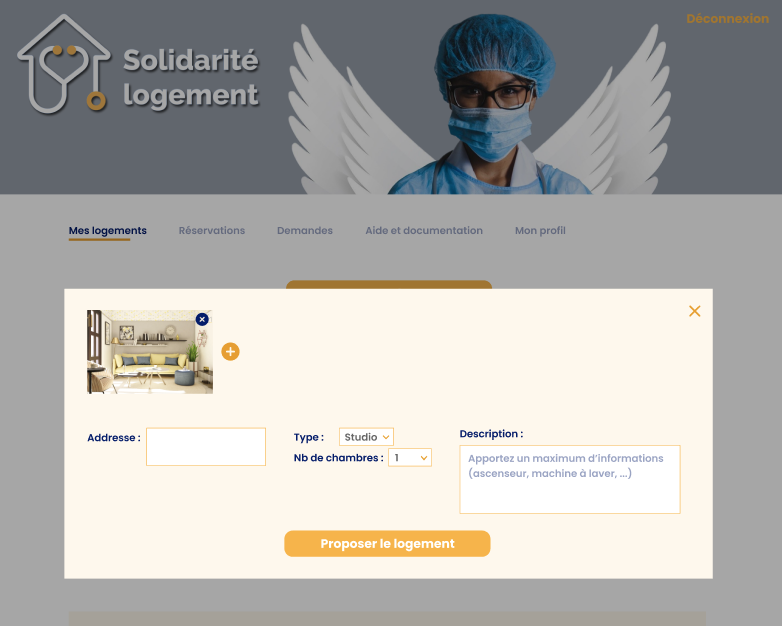 Déconnexion
Solidarité
logement
Mes logements
Réservations
Demandes
Aide et documentation
Mon profil
Addresse :
Type :
Studio
Nb de chambres :
1
Description :
Apportez un maximum d'informations
(ascenseur, machine à laver, ...)
Proposer le logement